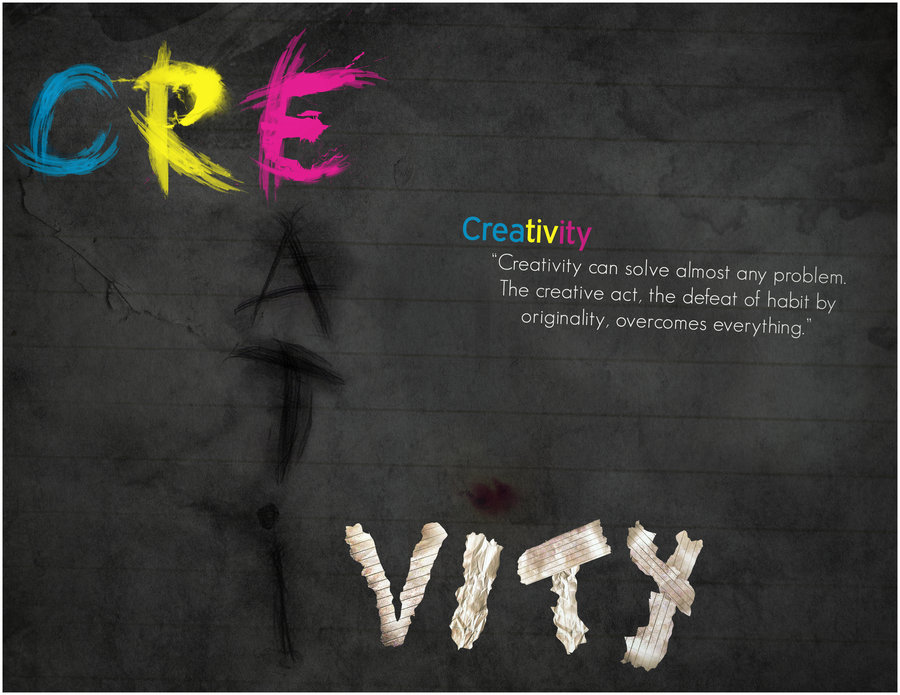 CRE
A
T
I
VITY
Creativity
“Creativity can solve almost any problem.
The creative act, the defeat of habit by
originality, overcomes everything.”